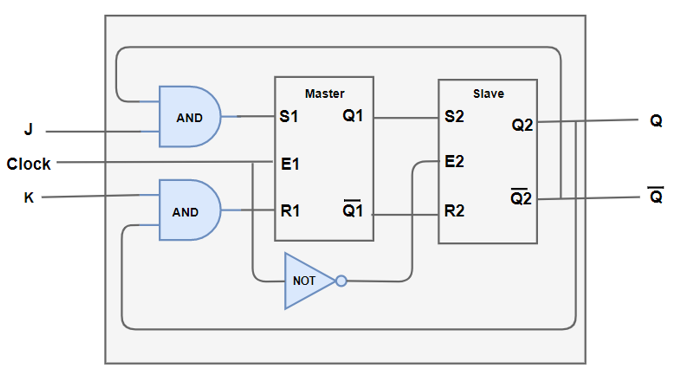 Master
Slave
AND
S1
Q1
S2
Q2
Q
J
Clock
E1
E2
K
AND
R1
Q̅1̅
R2
Q̅2̅
Q̅
NOT